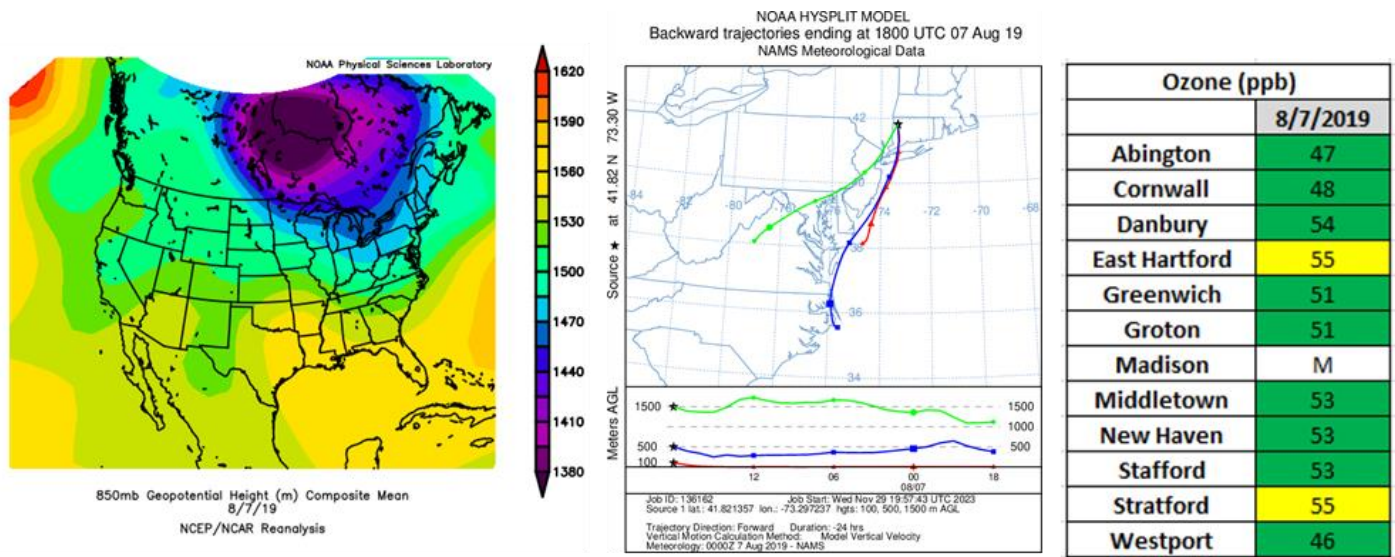 NOAA Physical Sciences Laboratory
1620
1590
1560
1530
1500
1470
1440
1410
1380
850mb Geopotential Height (m) Composite Mean
8/7/19
NCEP/NCAR Reanalysis
NOAA HYSPLIT MODEL
Backward trajectories ending at 1800 UTC 07 Aug 19
NAMS Meteorological Data
Source ★ at 41.82 N 73.30 W
42
40
38
36
34
-84
-82
-80
-78
-76
-74
-72
-70
-68
Meters AGL
1500
500
100
1500
1000
500
12
06
00
18
08/07
Job ID: 136162 Job Start: Wed Nov 29 19:57:43 UTC 2023
Source 1 lat.: 41.821357 lon.: -73.297237 hgts: 100, 500, 1500 m AGL
Trajectory Direction: Forward Duration: -24 hrs
Vertical Motion Calculation Method: Model Vertical Velocity
Meteorology: 0000Z 7 Aug 2019 - NAMS
Ozone (ppb)
8/7/2019
Abington 47
Cornwall 48
Danbury 54
East Hartford 55
Greenwich 51
Groton 51
Madison M
Middletown 53
New Haven 53
Stafford 53
Stratford 55
Westport 46